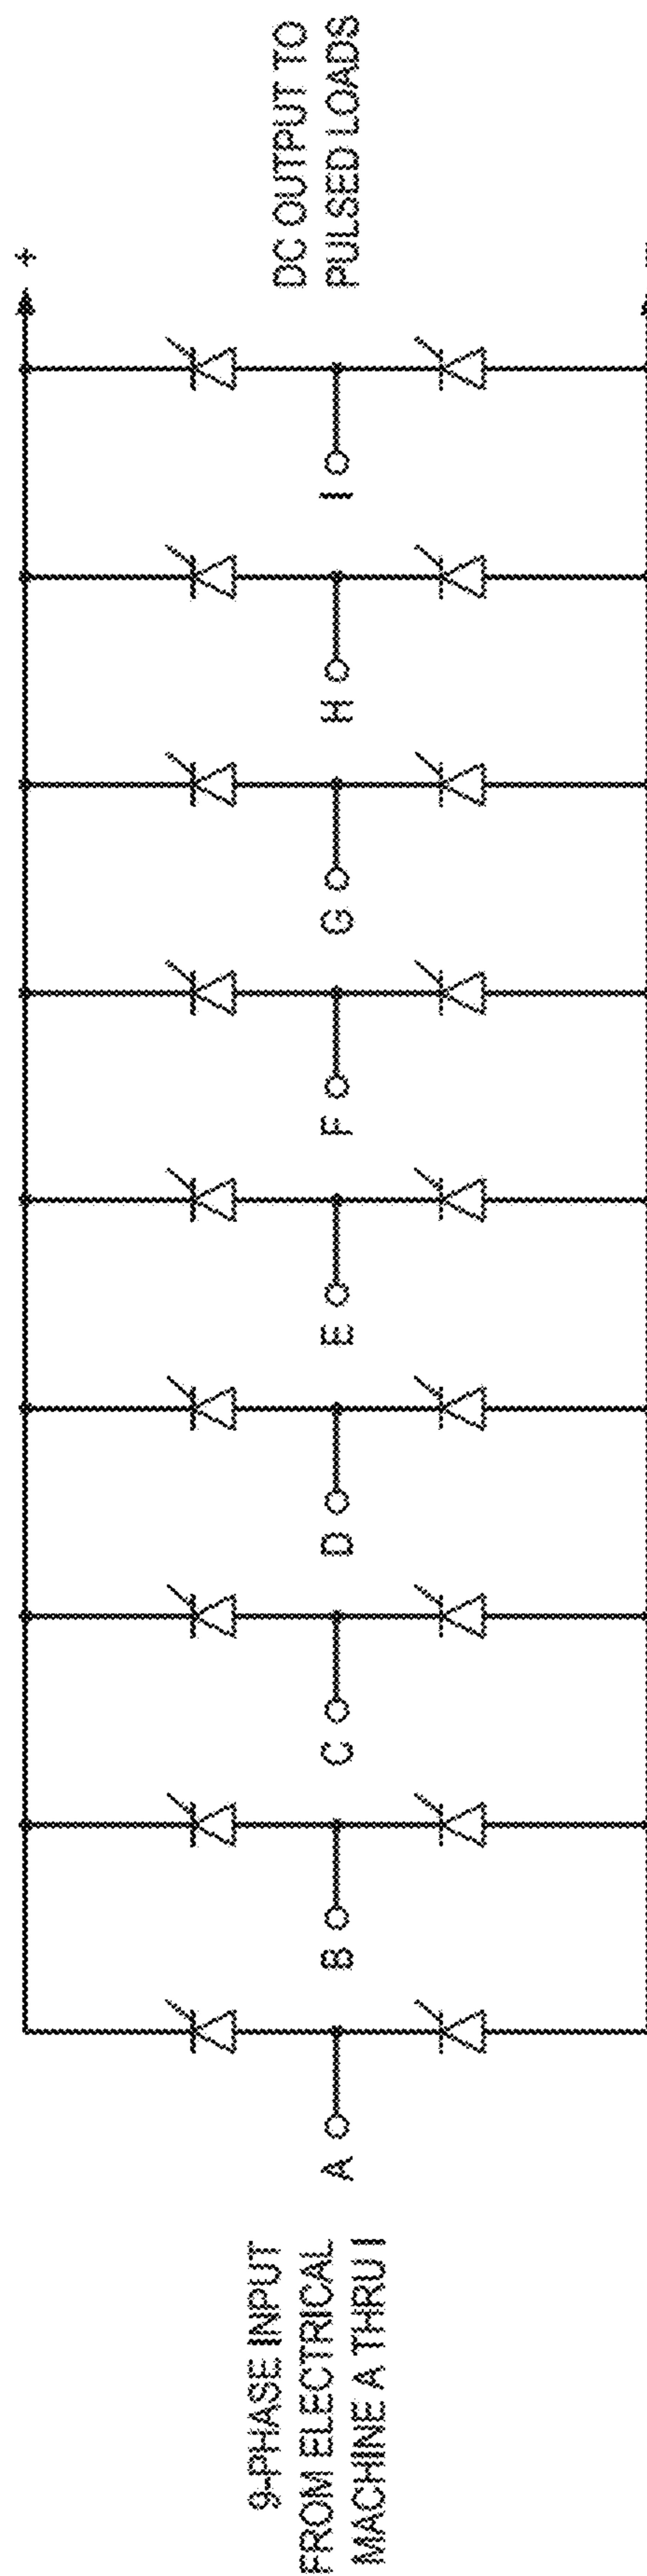 9-PHASE INPUT
FROM ELECTRICAL
MACHINE A THRU I
A
B
C
D
E
F
G
H
I
+
DC OUTPUT TO
PULSED LOADS